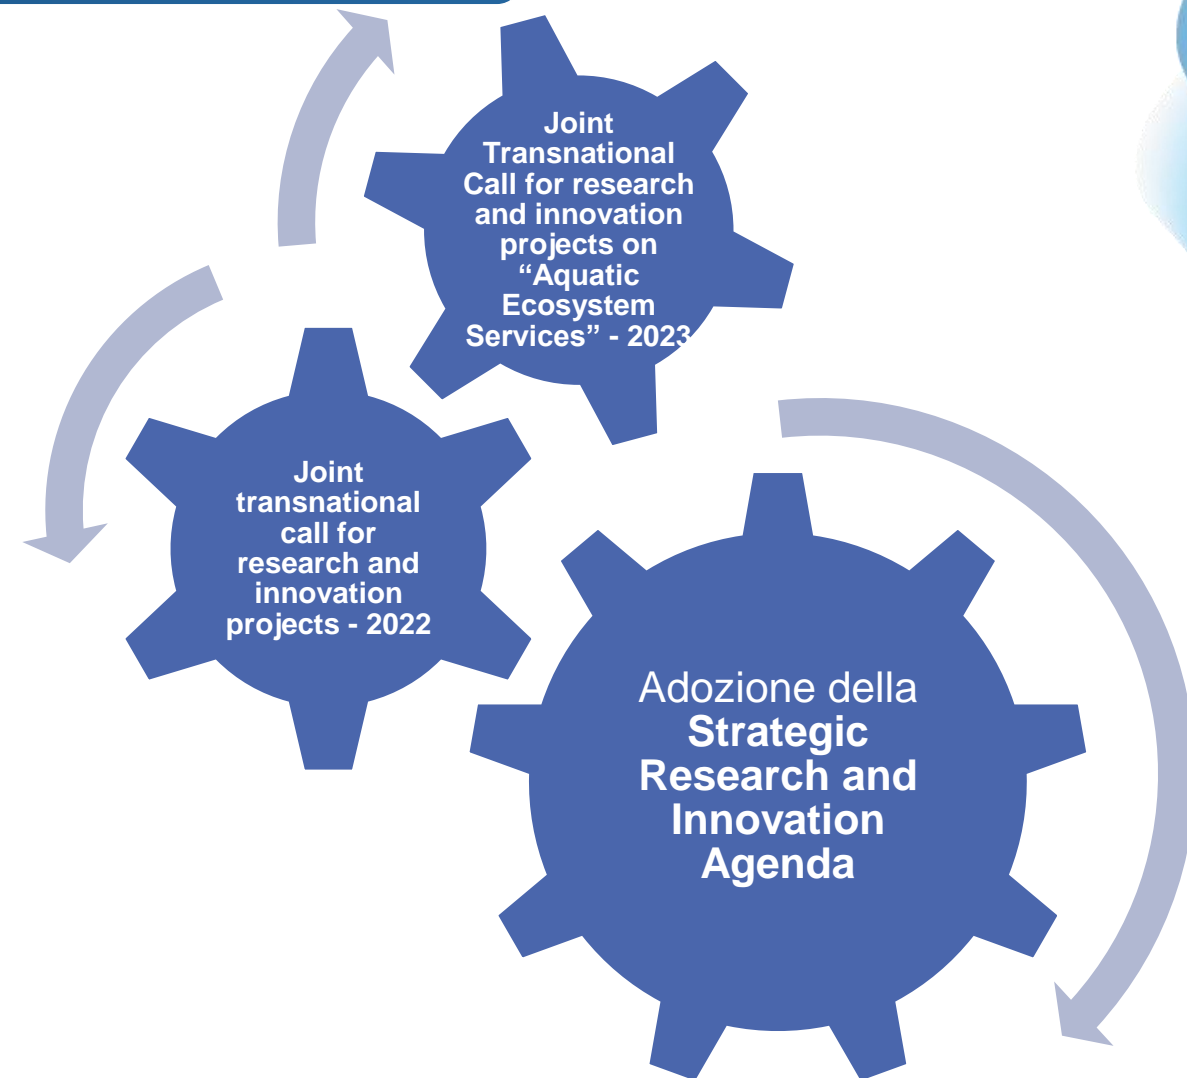 Joint
Transnational
Call for research
and innovation
projects on
“Aquatic
Ecosystem
Services” - 2023
Joint
transnational
call for
research and
innovation
projects - 2022
Adozione della
Strategic
Research and
Innovation
Agenda